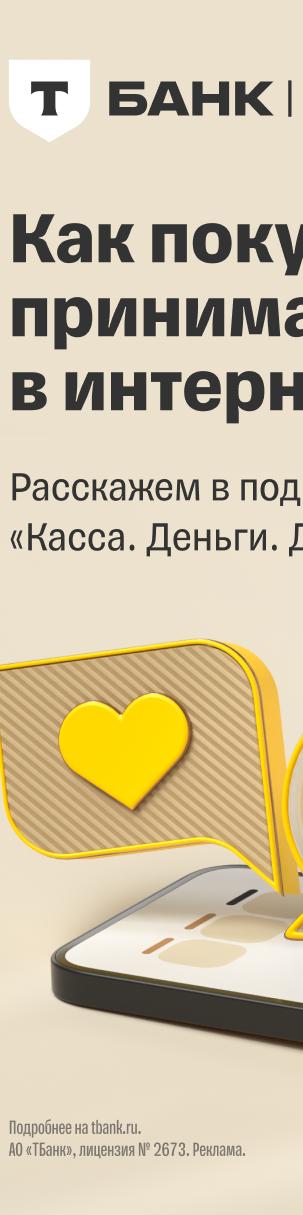 Т БАНК |
Как поку
принима
в интерн
Расскажем в под
«Касса. Деньги. Д
Подробнее на tbank.ru.
АО «ТБанк», лицензия № 2673. Реклама.